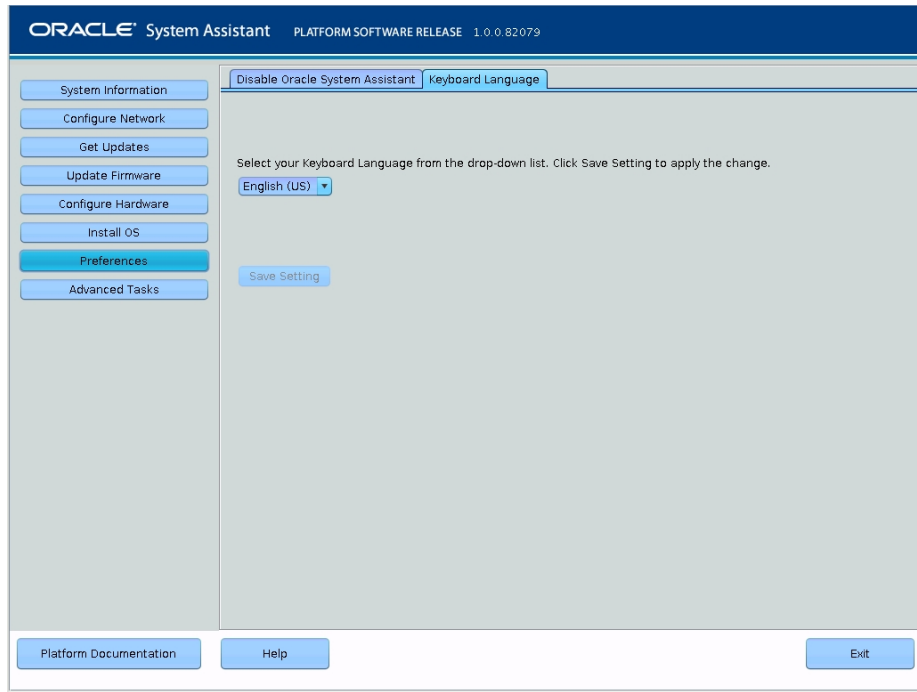 ORACLE System Assistant PLATFORM SOFTWARE RELEASE 1.0.0.82079
System Information
Configure Network
Get Updates
Update Firmware
Configure Hardware
Install OS
Preferences
Advanced Tasks
Disable Oracle System Assistant Keyboard Language
Select your Keyboard Language from the drop-down list. Click Save Setting to apply the change.
English (US)
Save Setting
Platform Documentation Help Exit